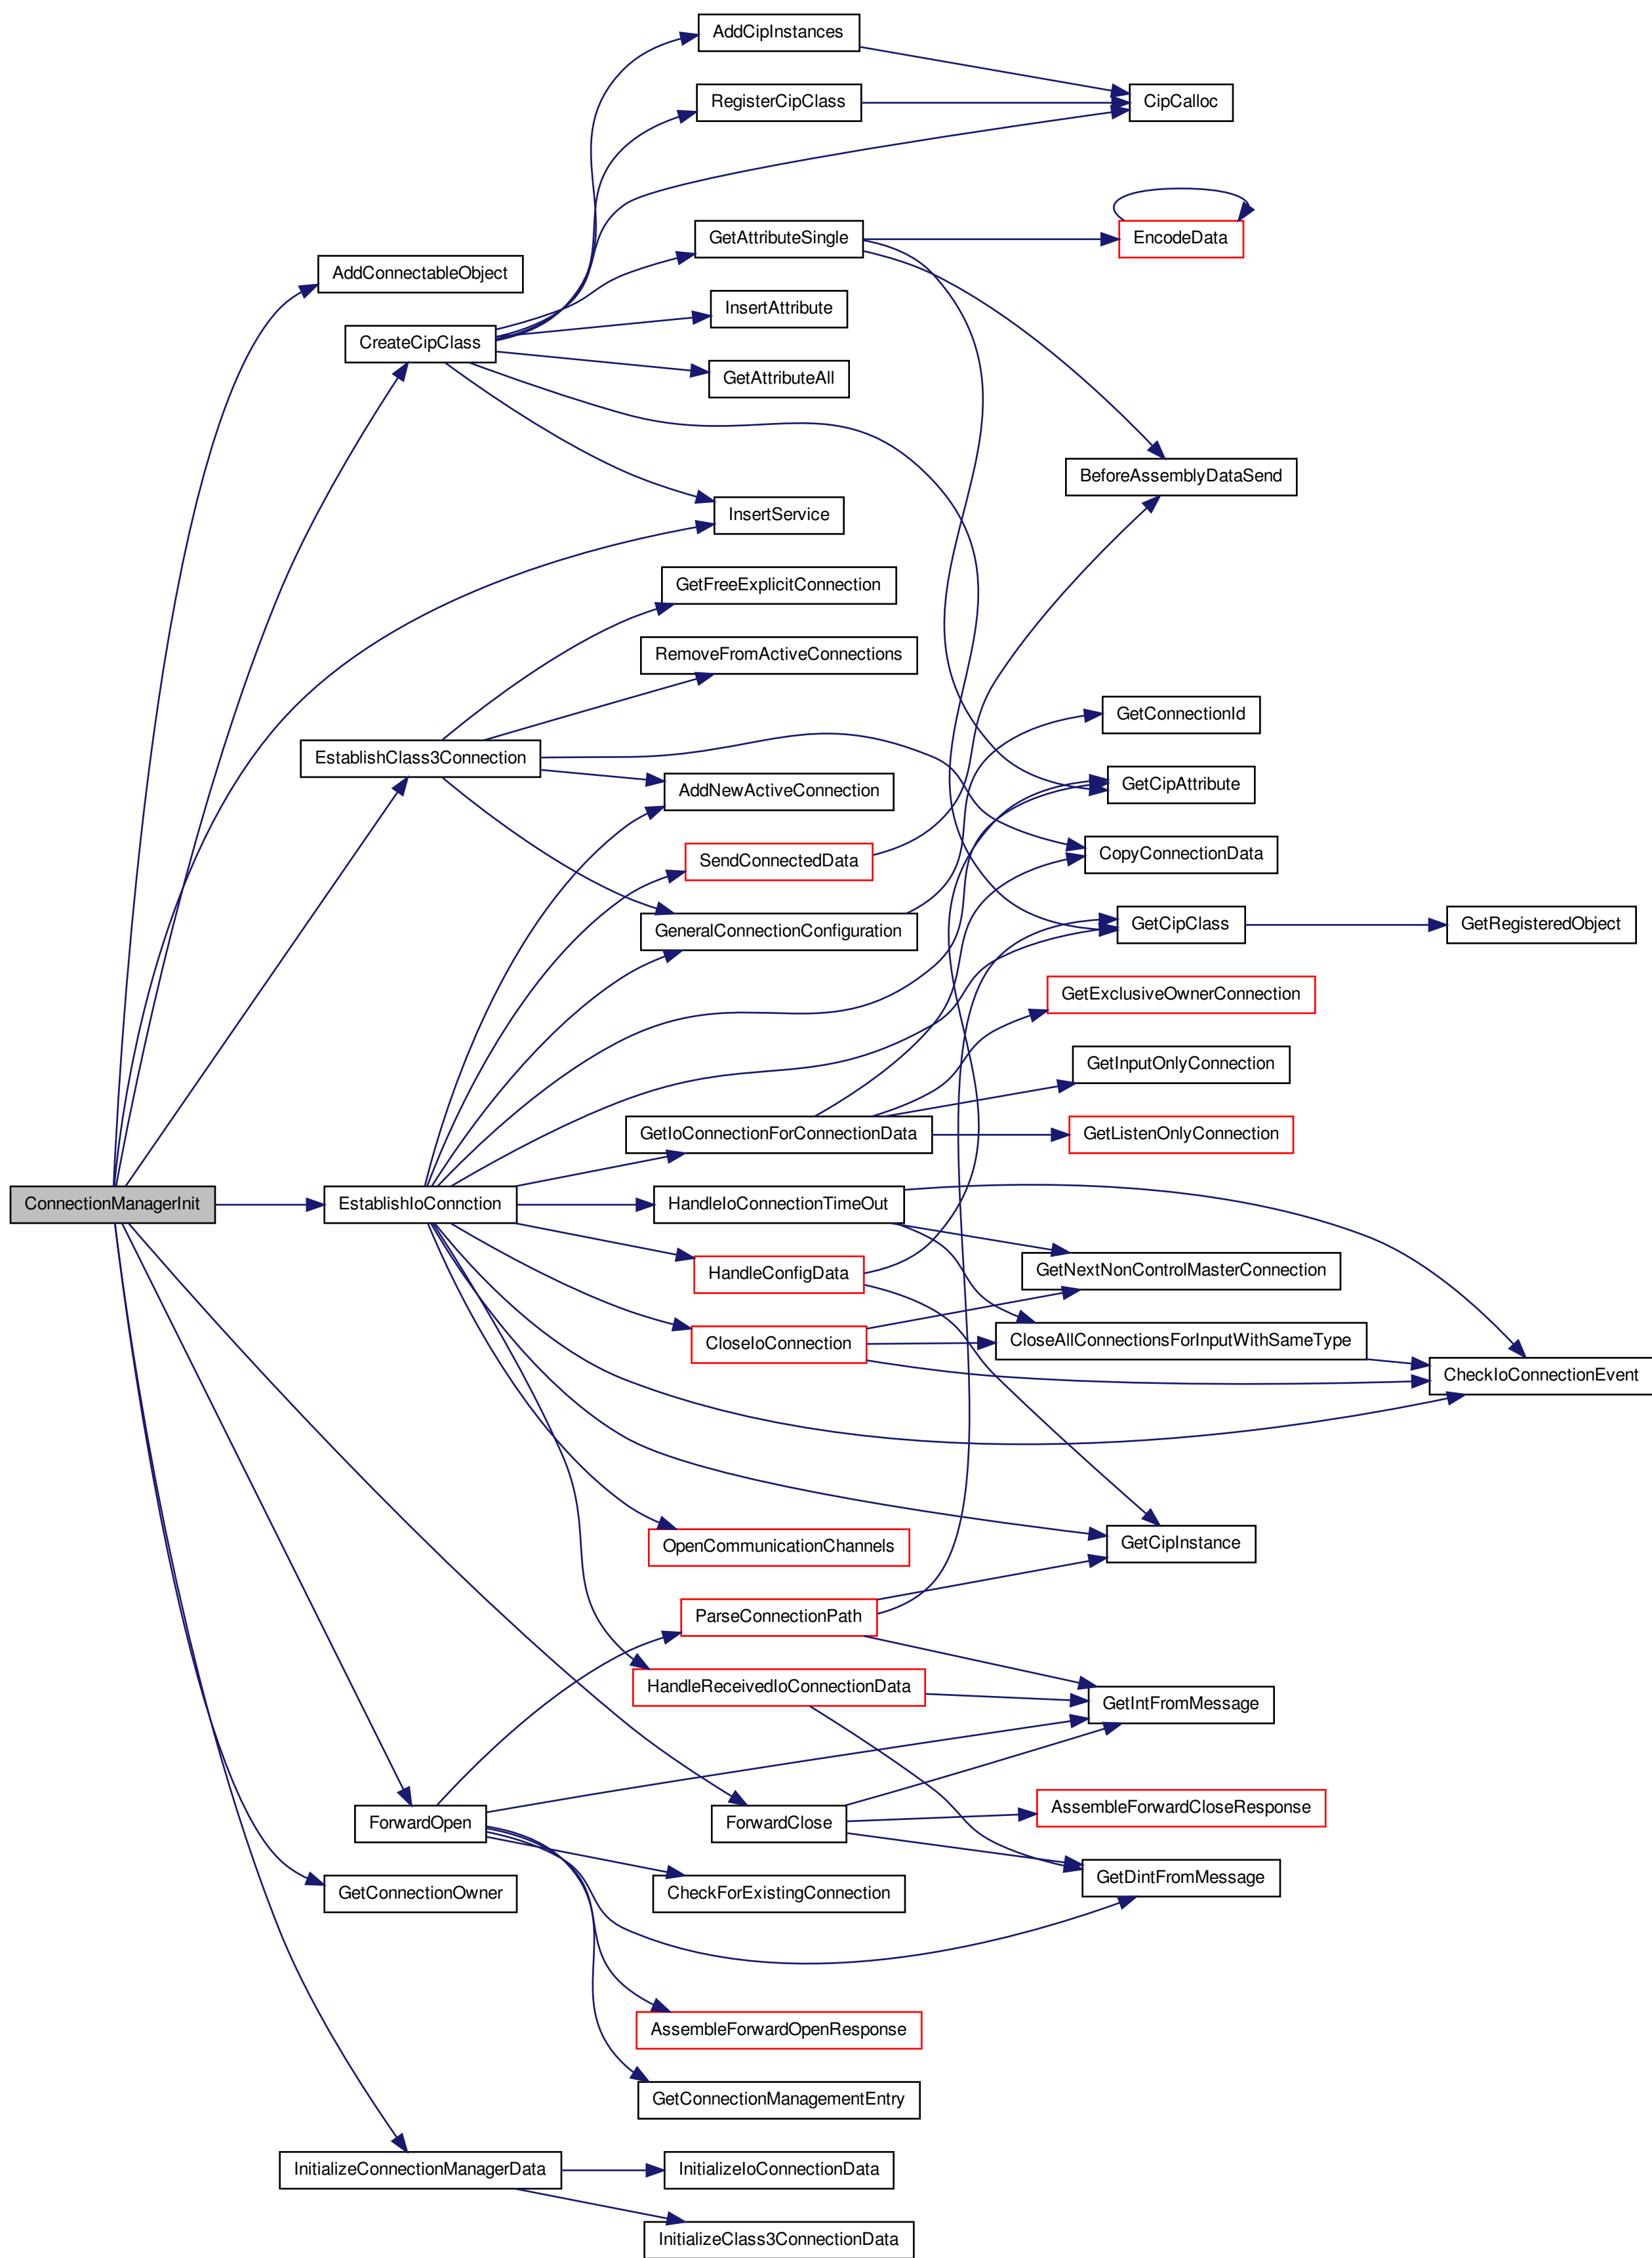 AddCipInstances
RegisterCipClass
CipCalloc
GetAttributeSingle
EncodeData
AddConnectableObject
InsertAttribute
CreateCipClass
GetAttributeAll
BeforeAssemblyDataSend
InsertService
GetFreeExplicitConnection
RemoveFromActiveConnections
GetConnectionId
EstablishClass3Connection
GetCipAttribute
AddNewActiveConnection
CopyConnectionData
SendConnectedData
GetCipClass
GetRegisteredObject
GeneralConnectionConfiguration
GetExclusiveOwnerConnection
GetInputOnlyConnection
GetIoConnectionForConnectionData
GetListenOnlyConnection
ConnectionManagerInit
EstablishIoConnction
HandleIoConnectionTimeOut
HandleConfigData
GetNextNonControlMasterConnection
CloseIoConnection
CloseAllConnectionsForInputWithSameType
CheckIoConnectionEvent
OpenCommunicationChannels
GetCipInstance
ParseConnectionPath
HandleReceivedIoConnectionData
GetIntFromMessage
ForwardOpen
ForwardClose
AssembleForwardCloseResponse
GetConnectionOwner
CheckForExistingConnection
GetDintFromMessage
AssembleForwardOpenResponse
GetConnectionManagementEntry
InitializeConnectionManagerData
InitializeIoConnectionData
InitializeClass3ConnectionData